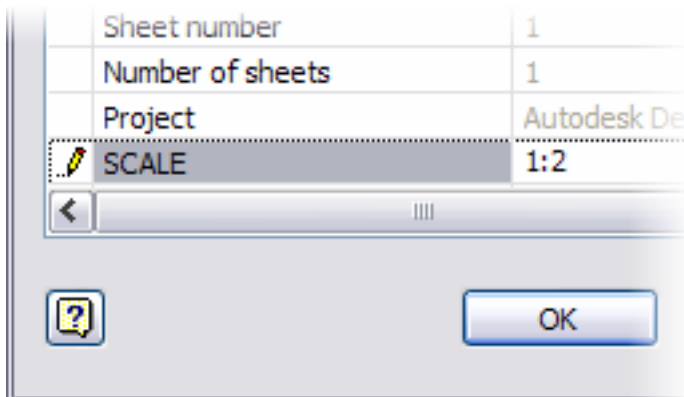 Sheet number 1
Number of sheets 1
Project Autodesk De
SCALE 1:2
?
OK